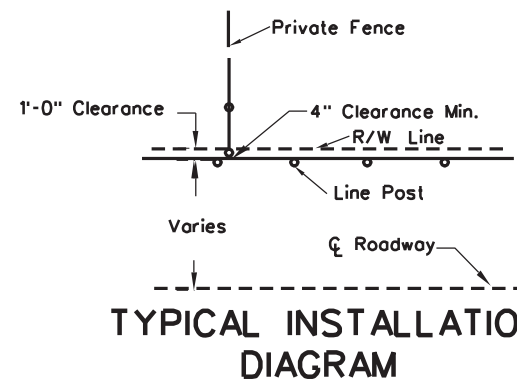 Private Fence
1'-0" Clearance
4" Clearance Min.
R/W Line
Line Post
Varies
℄ Roadway
TYPICAL INSTALLATIO
DIAGRAM